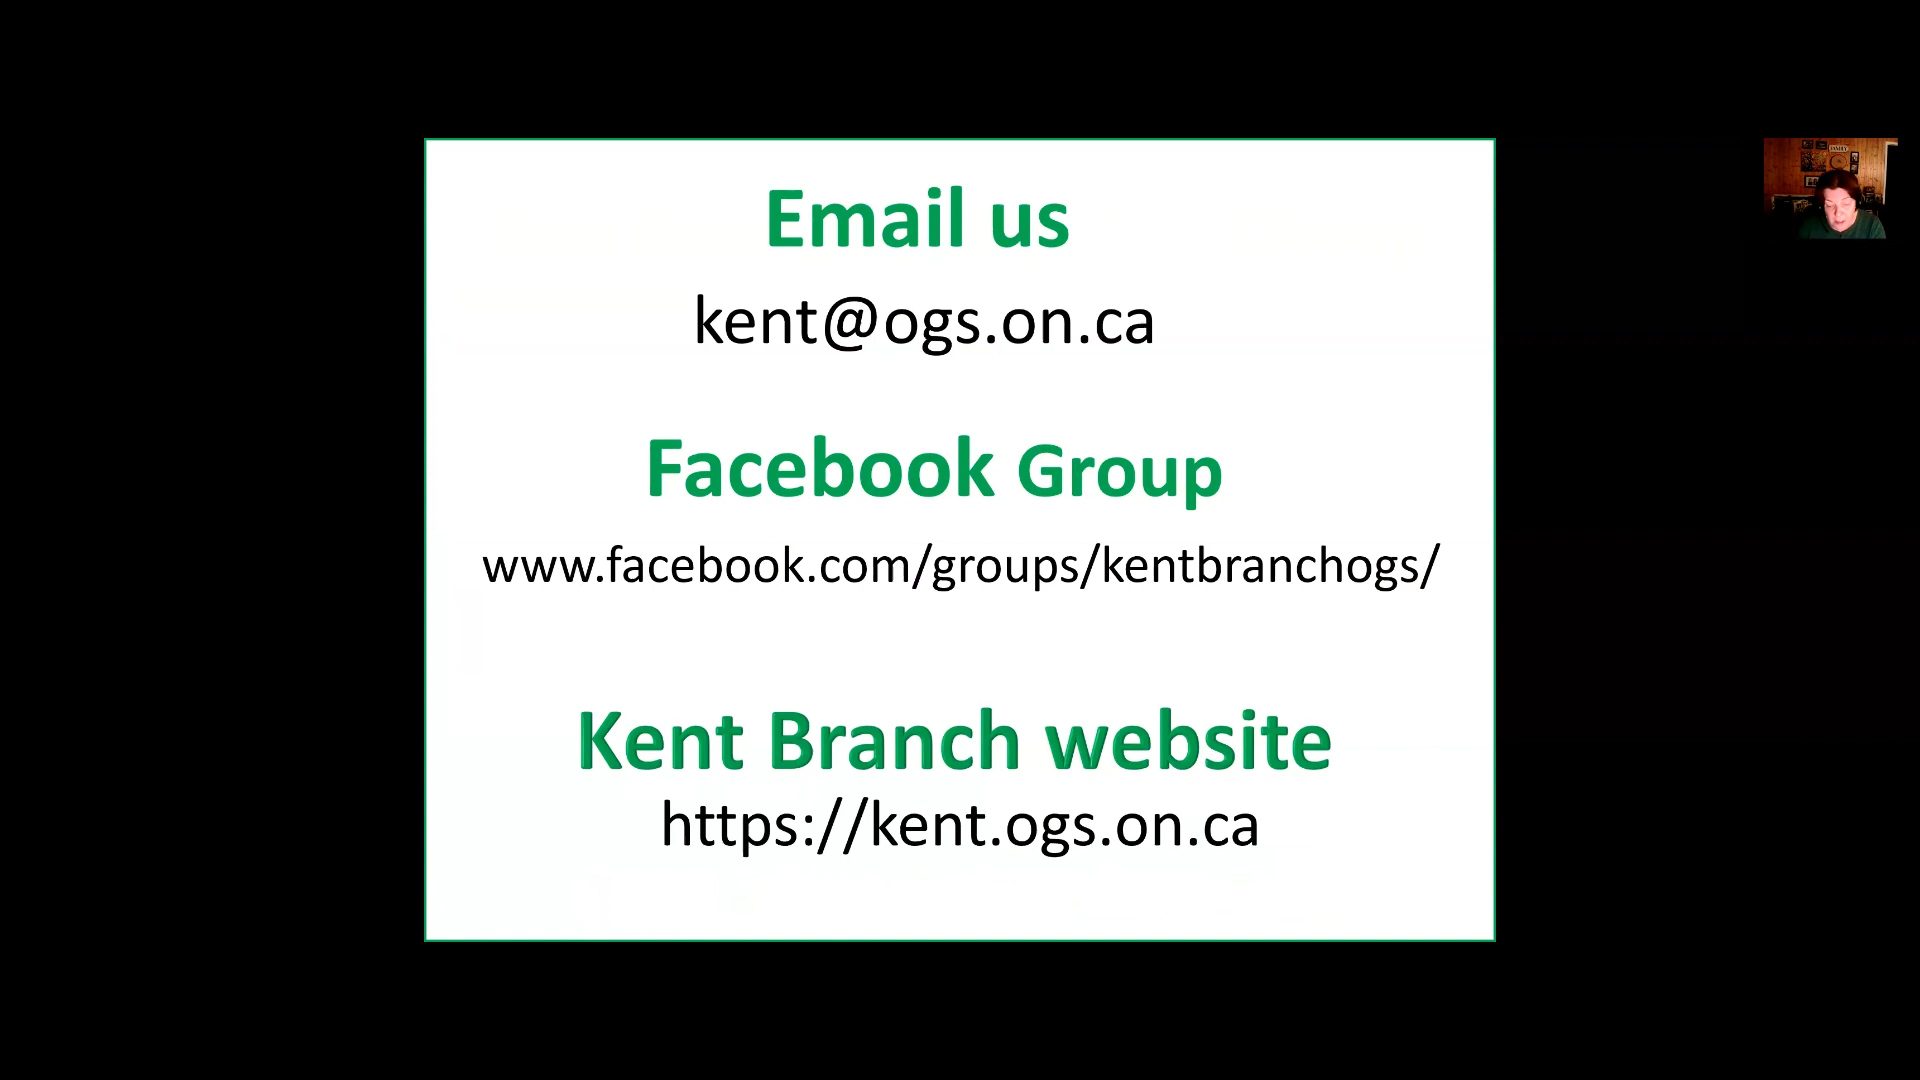 Email us
kent@ogs.on.ca
Facebook Group
www.facebook.com/groups/kentbranchogs/
Kent Branch website
https://kent.ogs.on.ca